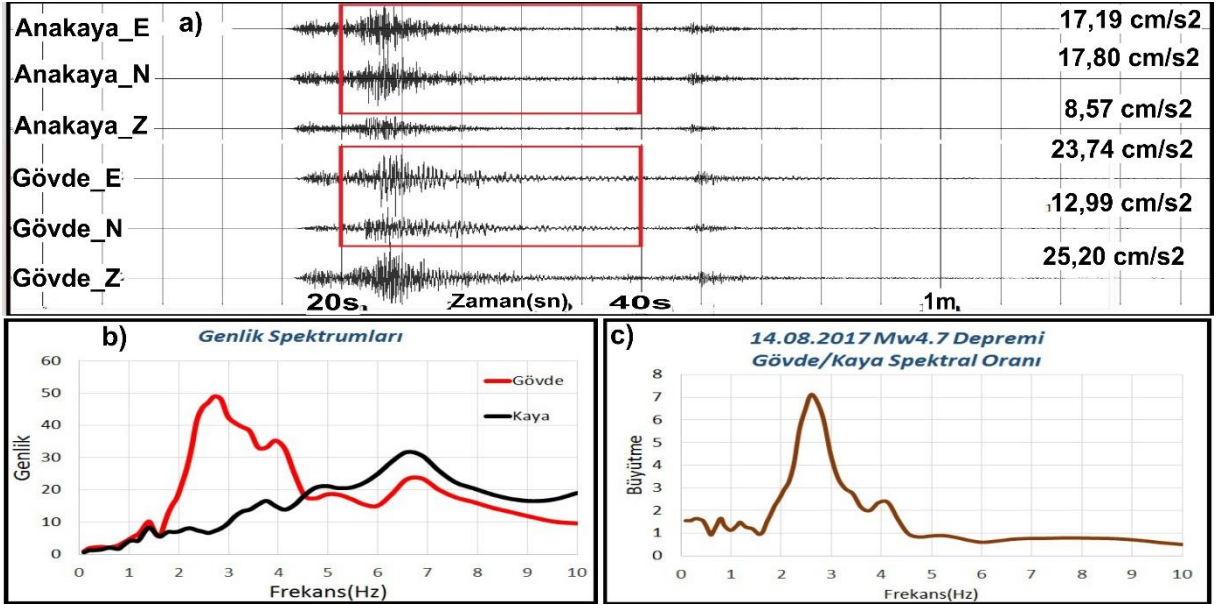 a)
Anakaya_E 17,19 cm/s2
Anakaya_N 17,80 cm/s2
Anakaya_Z 8,57 cm/s2
Gövde_E 23,74 cm/s2
Gövde_N 12,99 cm/s2
Gövde_Z 25,20 cm/s2
20s Zaman(sn) 40s 1m
b) Genlik Spektrumları
60
50
40
30
20
10
0
Genlik
Gövde
Kaya
0 1 2 3 4 5 6 7 8 9 10
Frekans(Hz)
c) 14.08.2017 Mw4.7 Depremi
Gövde/Kaya Spektral Oranı
8
7
6
5
4
3
2
1
0
Büyütme
0 1 2 3 4 5 6 7 8 9 10
Frekans(Hz)